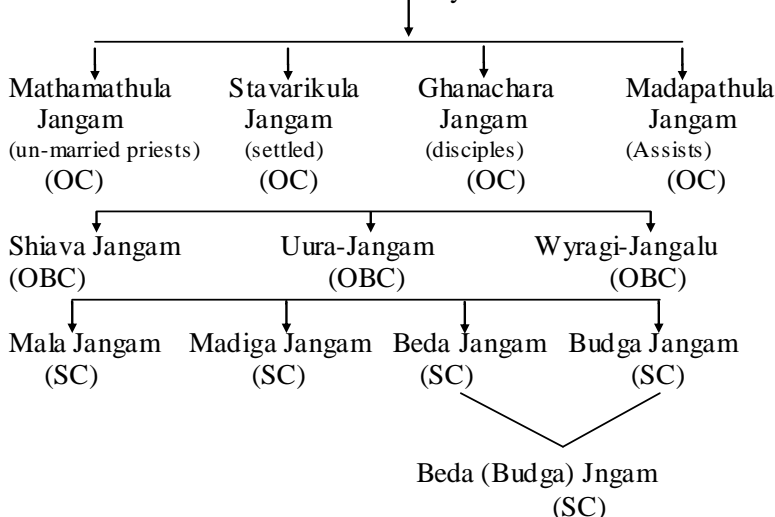 Mathamathula Stavarikula Ghanachara Madapathula
Jangam Jangam Jangam Jangam
(un-married priests) (settled) (disciples) (Assists)
(OC) (OC) (OC) (OC)
Shiava Jangam Uura-Jangam Wyragi-Jangalu
(OBC) (OBC) (OBC)
Mala Jangam Madiga Jangam Beda Jangam Budga Jangam
(SC) (SC) (SC) (SC)
Beda (Budga) Jngam
(SC)